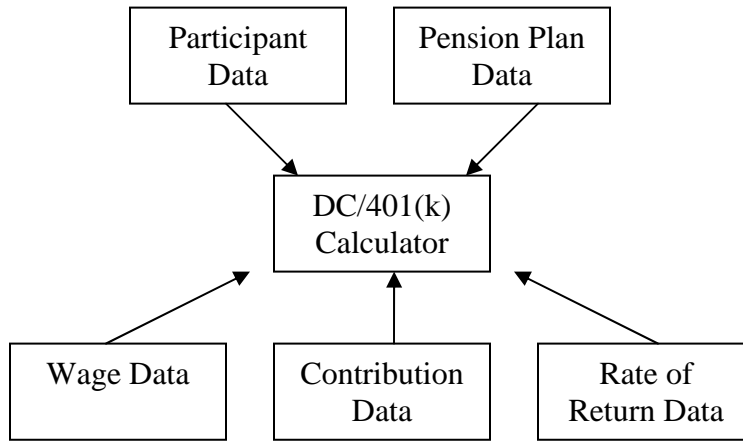 Participant
Data
Pension Plan
Data
DC/401(k)
Calculator
Wage Data
Contribution
Data
Rate of
Return Data